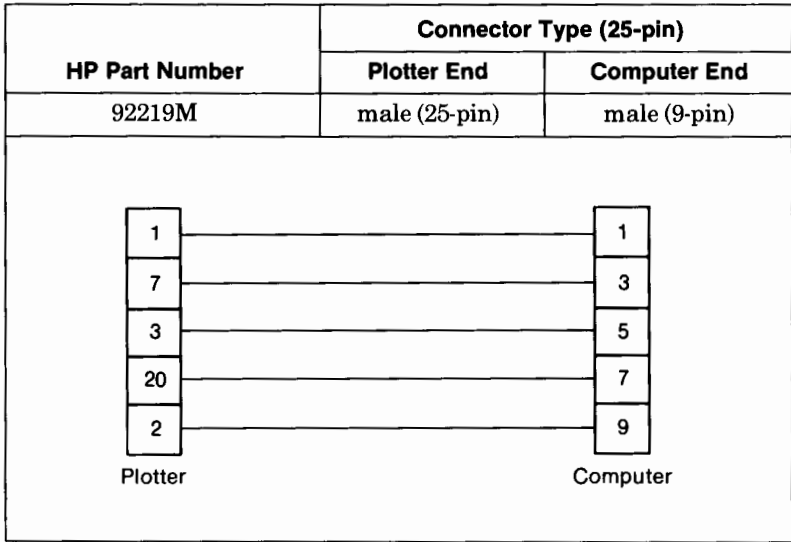 Connector Type (25-pin)
HP Part Number Plotter End Computer End
92219M male (25-pin) male (9-pin)
1 1
7 3
3 5
20 7
2 9
Plotter Computer